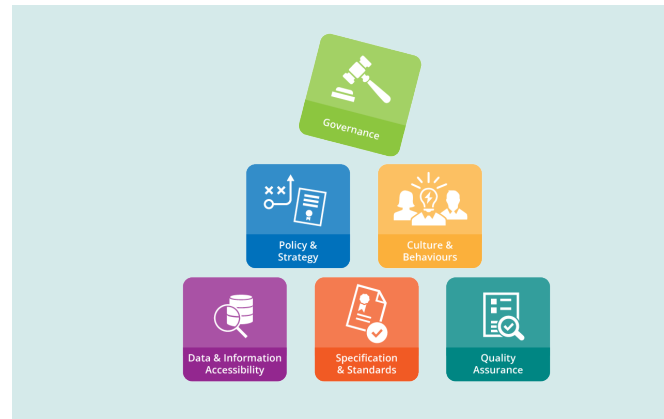 Governance
Policy &
Strategy
Culture &
Behaviours
Data & Information
Accessibility
Specification
& Standards
Quality
Assurance